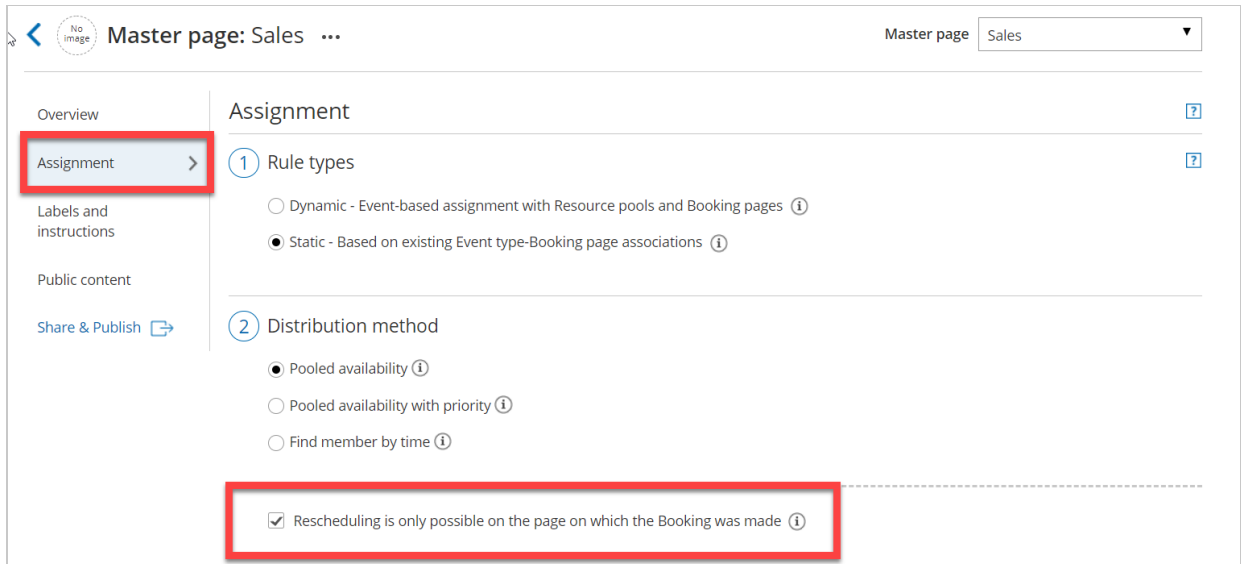 No image
Master page: Sales ...
Master page
Sales
Overview
Assignment
Labels and
instructions
Public content
Share & Publish
Assignment
?
1 Rule types
?
Dynamic - Event-based assignment with Resource pools and Booking pages i
Static - Based on existing Event type-Booking page associations i
2 Distribution method
Pooled availability i
Pooled availability with priority i
Find member by time i
Rescheduling is only possible on the page on which the Booking was made i